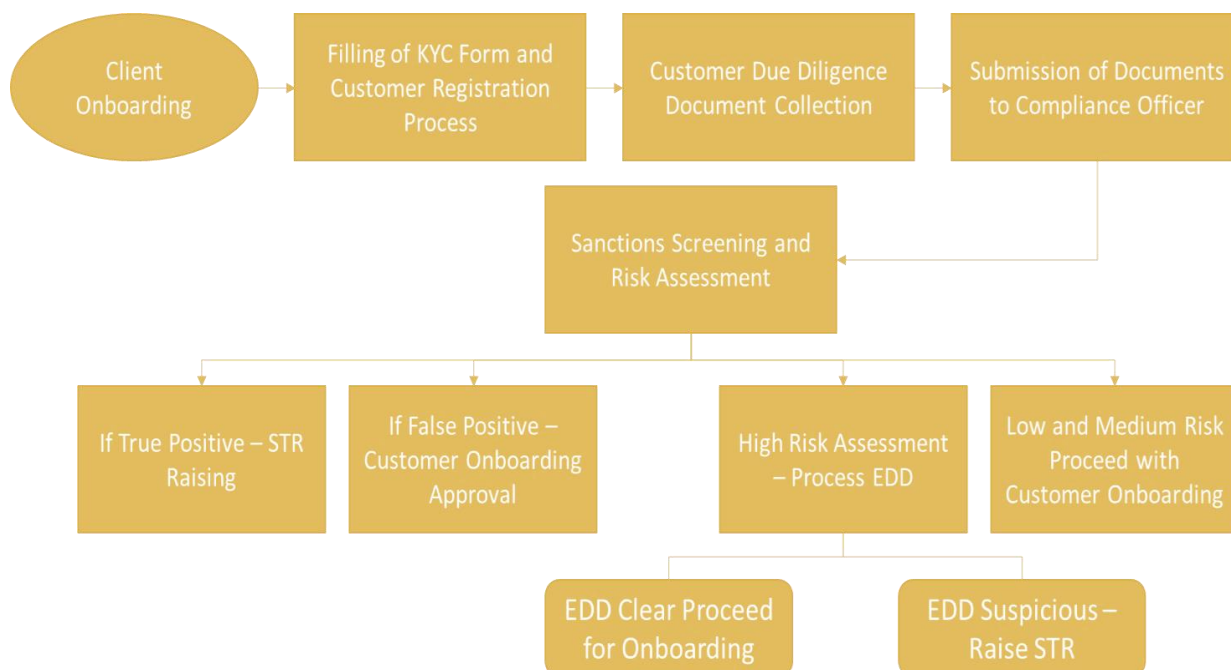 Client
Onboarding
Filling of KYC Form and
Customer Registration
Process
Customer Due Diligence
Document Collection
Submission of Documents
to Compliance Officer
Sanctions Screening and
Risk Assessment
If True Positive – STR
Raising
If False Positive –
Customer Onboarding
Approval
High Risk Assessment
– Process EDD
Low and Medium Risk
Proceed with
Customer Onboarding
EDD Clear Proceed
for Onboarding
EDD Suspicious –
Raise STR